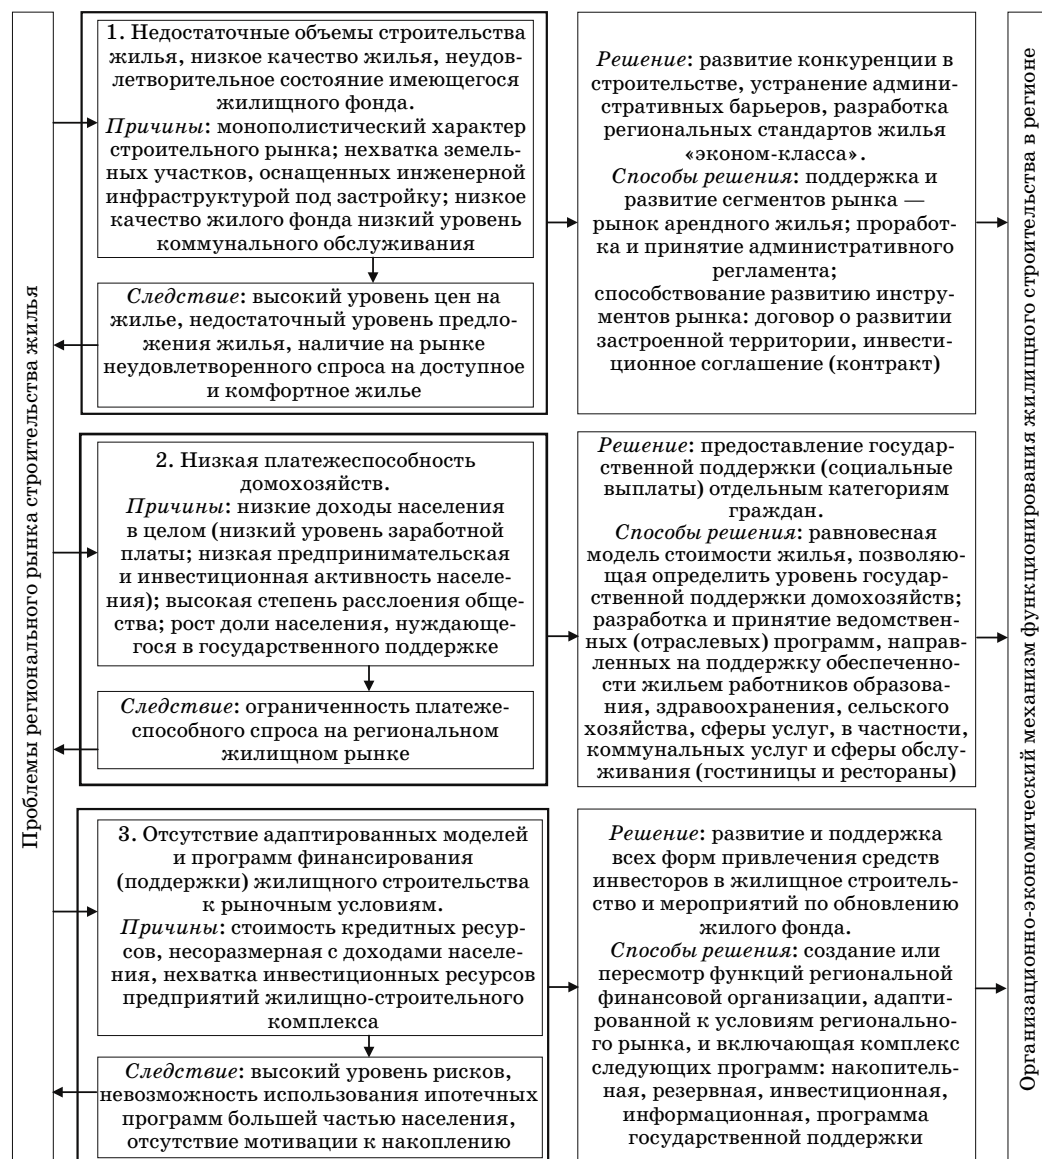 Проблемы регионального рынка строительства жилья
1. Недостаточные объемы строительства
жилья, низкое качество жилья, неудов-
летворительное состояние имеющегося
жилищного фонда.
Причины: монополистический характер
строительного рынка; нехватка земель-
ных участков, оснащенных инженерной
инфраструктурой под застройку; низкое
качество жилого фонда низкий уровень
коммунального обслуживания
Следствие: высокий уровень цен на
жилье, недостаточный уровень предло-
жения жилья, наличие на рынке
неудовлетворенного спроса на доступное
и комфортное жилье
Решение: развитие конкуренции в
строительстве, устранение админи-
стративных барьеров, разработка
региональных стандартов жилья
«эконом-класса».
Способы решения: поддержка и
развитие сегментов рынка —
рынок арендного жилья; проработ-
ка и принятие административного
регламента;
способствование развитию инстру-
ментов рынка: договор о развитии
застроенной территории, инвести-
ционное соглашение (контракт)
2. Низкая платежеспособность
домохозяйств.
Причины: низкие доходы населения
в целом (низкий уровень заработной
платы; низкая предпринимательская
и инвестиционная активность населе-
ния); высокая степень расслоения обще-
ства; рост доли населения, нуждающе-
гося в государственного поддержке
Следствие: ограниченность платеже-
способного спроса на региональном
жилищном рынке
Решение: предоставление государ-
ственной поддержки (социальные
выплаты) отдельным категориям
граждан.
Способы решения: равновесная
модель стоимости жилья, позволяю-
щая определить уровень государ-
ственной поддержки домохозяйств;
разработка и принятие ведомствен-
ных (отраслевых) программ, направ-
ленных на поддержку обеспеченно-
сти жильем работников образова-
ния, здравоохранения, сельского
хозяйства, сферы услуг, в частности,
коммунальных услуг и сферы обслу-
живания (гостиницы и рестораны)
3. Отсутствие адаптированных моделей
и программ финансирования
(поддержки) жилищного строительства
к рыночным условиям.
Причины: стоимость кредитных ресур-
сов, несоразмерная с доходами населе-
ния, нехватка инвестиционных ресурсов
предприятий жилищно-строительного
комплекса
Следствие: высокий уровень рисков,
невозможность использования ипотечных
программ большей частью населения,
отсутствие мотивации к накоплению
Решение: развитие и поддержка
всех форм привлечения средств
инвесторов в жилищное строитель-
ство и мероприятий по обновлению
жилого фонда.
Способы решения: создание или
пересмотр функций региональной
финансовой организации, адапти-
рованной к условиям регионально-
го рынка, и включающая комплекс
следующих программ: накопитель-
ная, резервная, инвестиционная,
информационная, программа
государственной поддержки
Организационно-экономический механизм функционирования жилищного строительства в регионе